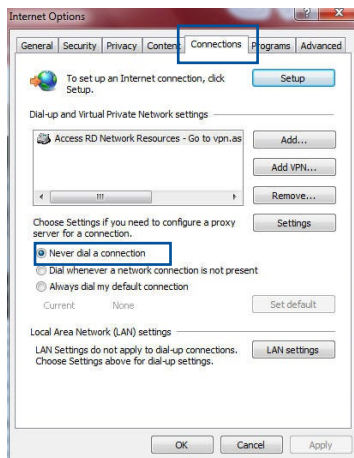 Internet Options
General Security Privacy Content Connections Programs Advanced
To set up an Internet connection, click
Setup.
Setup
Dial-up and Virtual Private Network settings
Access RD Network Resources - Go to vpn.as
Add...
Add VPN...
Remove...
Choose Settings if you need to configure a proxy
server for a connection.
Settings
Never dial a connection
Dial whenever a network connection is not present
Always dial my default connection
Current None
Set default
Local Area Network (LAN) settings
LAN Settings do not apply to dial-up connections.
Choose Settings above for dial-up settings.
LAN settings
OK Cancel Apply